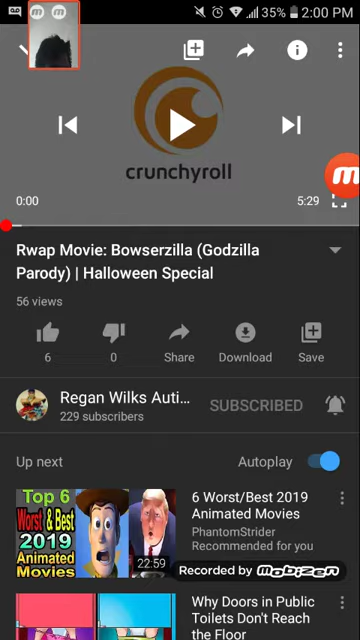 35% 2:00 PM
crunchyroll
0:00
5:29
Rwap Movie: Bowserzilla (Godzilla
Parody) | Halloween Special
56 views
6
0
Share
Download
Save
Regan Wilks Auti...
SUBSCRIBED
229 subscribers
Up next
Autoplay
Top 6
Worst & Best
2019
Animated
Movies
22:59
6 Worst/Best 2019
Animated Movies
PhantomStrider
Recommended for you
Recorded by mobizen
Why Doors in Public
Toilets Don't Reach
the Floor